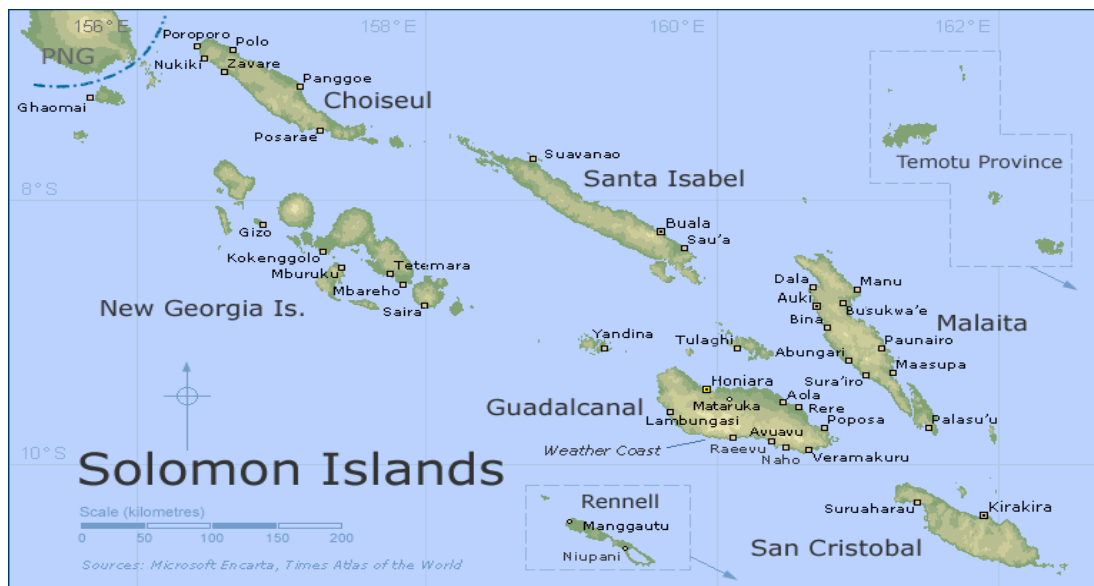 156°E
158°E
160°E
162°E
PNG
Poroporo
Polo
Nukiki
Zavare
Ghaomai
Panggoe
Choiseul
Posarae
Suavanao
Santa Isabel
Temotu Province
8°S
Gizo
Buala
Sau'a
Kokenggolo
Mburuku
Tetemara
Mbareho
Saira
New Georgia Is.
Dala
Manu
Auki
Busukwa'e
Bina
Malaita
Yandina
Tulaghi
Paunairo
Abungari
Maasupa
Sura'iro
Honiara
Guadalcanal
Mataruka
Aola
Rere
Lambungasi
Poposa
Palasu'u
Avuavu
Weather Coast
Raeevu
Naho
Veramakuru
10°S
Solomon Islands
Rennell
Manggautu
Niupani
Suruaharau
Kirakira
San Cristobal
Scale (kilometres)
0 50 100 150 200
Sources: Microsoft Encarta, Times Atlas of the World